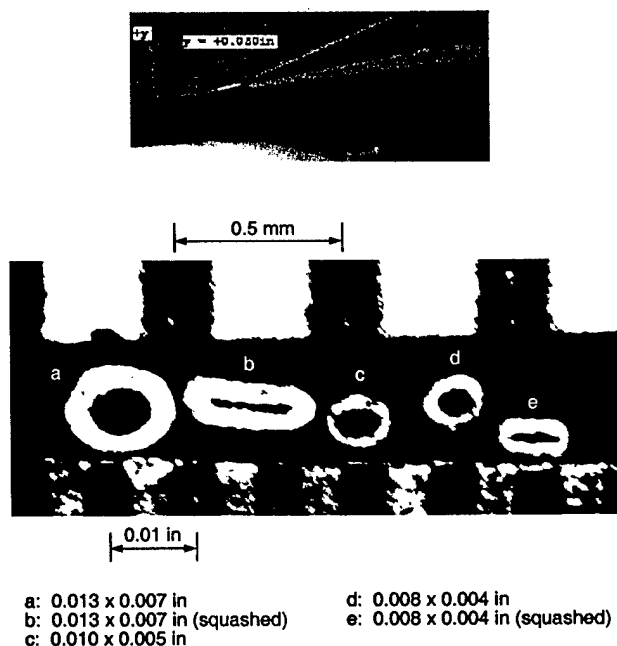 +y
y = +0.080in
0.5 mm
a
b
c
d
e
0.01 in
a: 0.013 x 0.007 in
b: 0.013 x 0.007 in (squashed)
c: 0.010 x 0.005 in
d: 0.008 x 0.004 in
e: 0.008 x 0.004 in (squashed)